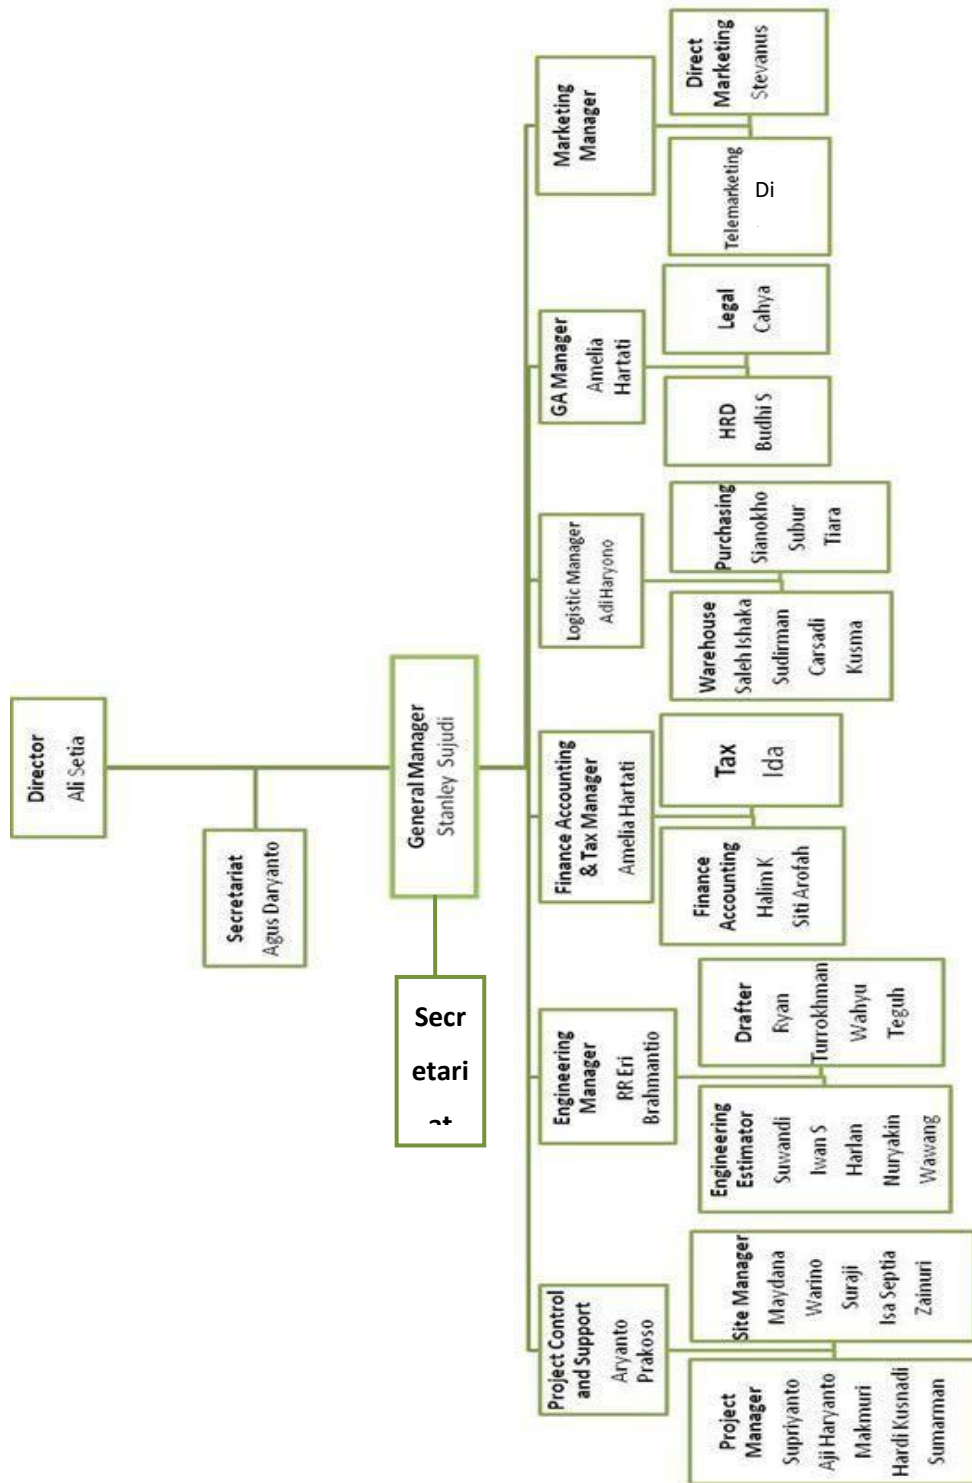 Director
Ali Setia
Secretariat
Agus Daryanto
General Manager
Stanley Sujudi
Secr
etari
at
Project Control
and Support
Aryanto
Prakoso
Engineering
Manager
RR Eri
Brahmantio
Finance Accounting
& Tax Manager
Amelia Hartati
Logistic Manager
Adi Haryono
GA Manager
Amelia
Hartati
Marketing
Manager
Project
Manager
Supriyanto
Aji Haryanto
Makmuri
Hardi Kusnadi
Sumarman
Site Manager
Maydana
Warino
Suraji
Isa Septia
Zainuri
Engineering
Estimator
Suwandi
Iwan S
Harlan
Nuryakin
Wawang
Drafter
Ryan
Turrokhman
Wahyu
Teguh
Finance
Accounting
Halim K
Siti Arofah
Tax
Ida
Warehouse
Saleh Ishaka
Sudirman
Carsadi
Kusma
Purchasing
Sianokho
Subur
Tiara
HRD
Budhi S
Legal
Cahya
Telemarketing
Di
Direct
Marketing
Stevanus